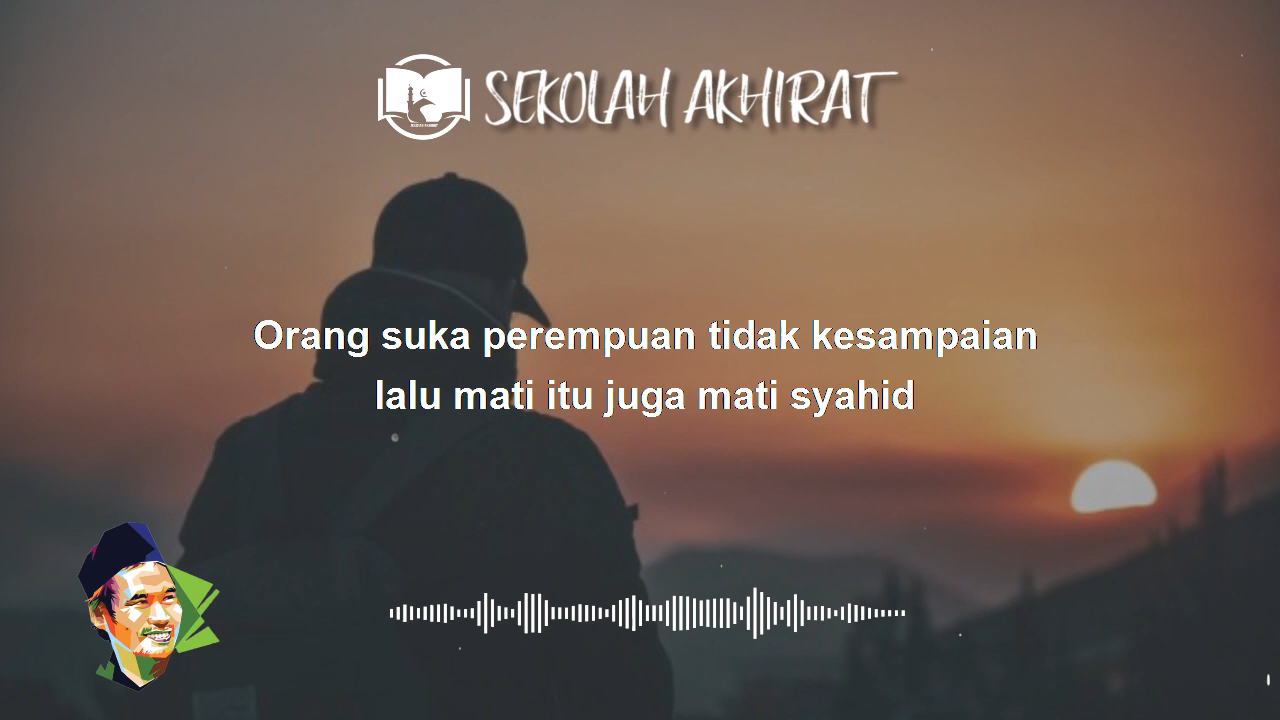 SEKOLAH AKHIRAT
Orang suka perempuan tidak kesampaian
lalu mati itu juga mati syahid